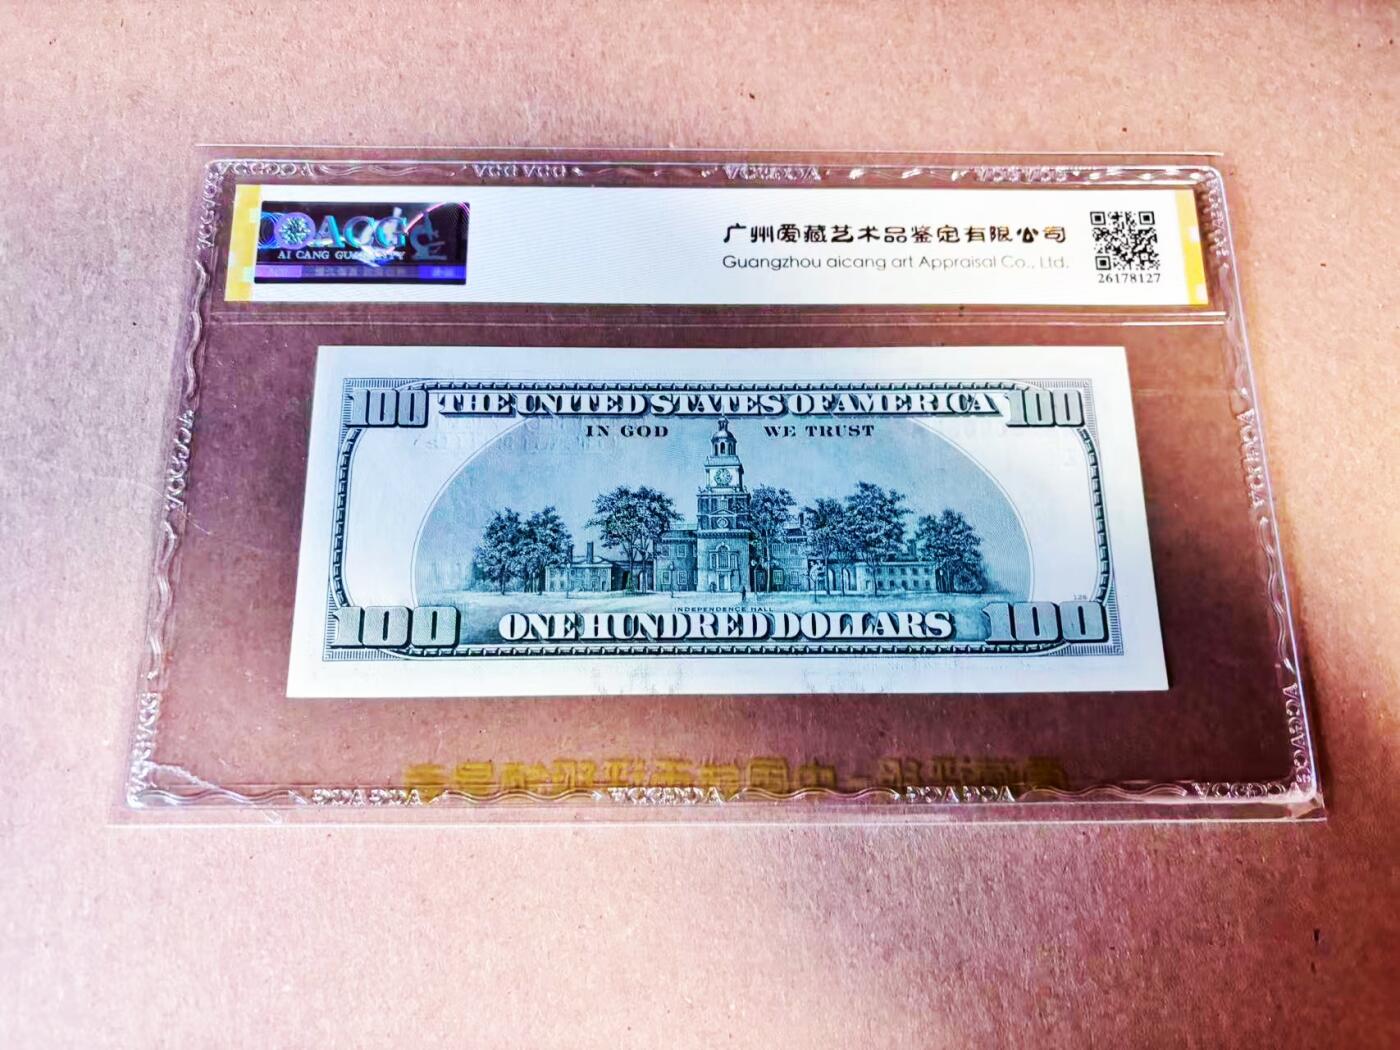 ACG
AI CANG GUARANTY
广州爱藏艺术品鉴定有限公司
Guangzhou aicang art Appraisal Co., Ltd.
26178127
100 THE UNITED STATES OF AMERICA 100
IN GOD WE TRUST
INDEPENDENCE HALL
126
100 ONE HUNDRED DOLLARS 100